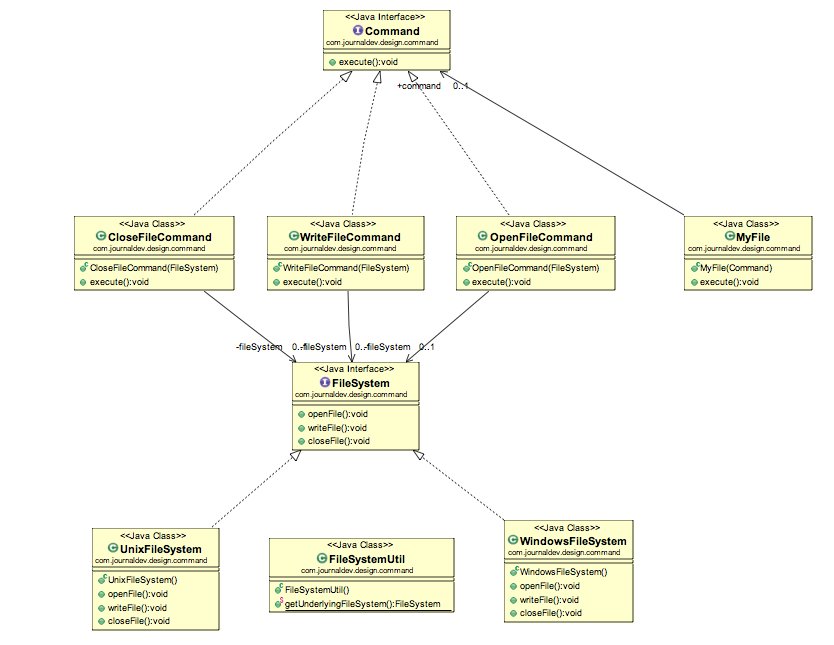 <<Java Interface>>
Command
com.journaldev.design.command
execute():void
+command 0..1
<<Java Class>>
CloseFileCommand
com.journaldev.design.command
CloseFileCommand(FileSystem)
execute():void
<<Java Class>>
WriteFileCommand
com.journaldev.design.command
WriteFileCommand(FileSystem)
execute():void
<<Java Class>>
OpenFileCommand
com.journaldev.design.command
OpenFileCommand(FileSystem)
execute():void
<<Java Class>>
MyFile
com.journaldev.design.command
MyFile(Command)
execute():void
-fileSystem 0..1 -fileSystem 0..1 -fileSystem 0..1
<<Java Interface>>
FileSystem
com.journaldev.design.command
openFile():void
writeFile():void
closeFile():void
<<Java Class>>
UnixFileSystem
com.journaldev.design.command
UnixFileSystem()
openFile():void
writeFile():void
closeFile():void
<<Java Class>>
FileSystemUtil
com.journaldev.design.command
FileSystemUtil()
getUnderlyingFileSystem():FileSystem
<<Java Class>>
WindowsFileSystem
com.journaldev.design.command
WindowsFileSystem()
openFile():void
writeFile():void
closeFile():void